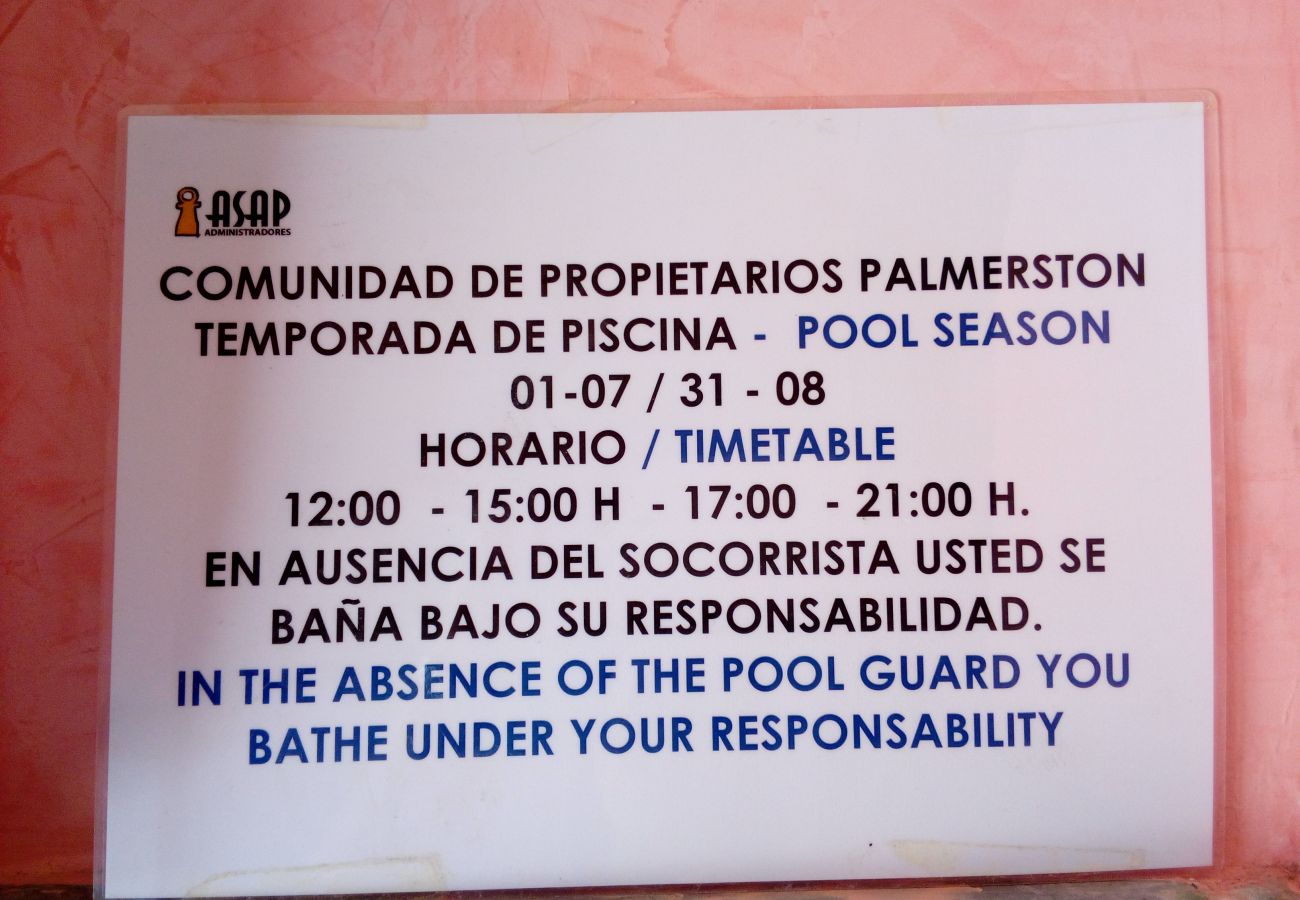 ASAP
ADMINISTRADORES
COMUNIDAD DE PROPIETARIOS PALMERSTON
TEMPORADA DE PISCINA - POOL SEASON
01-07 / 31 - 08
HORARIO / TIMETABLE
12:00 - 15:00 H - 17:00 - 21:00 H.
EN AUSENCIA DEL SOCORRISTA USTED SE
BAÑA BAJO SU RESPONSABILIDAD.
IN THE ABSENCE OF THE POOL GUARD YOU
BATHE UNDER YOUR RESPONSABILITY